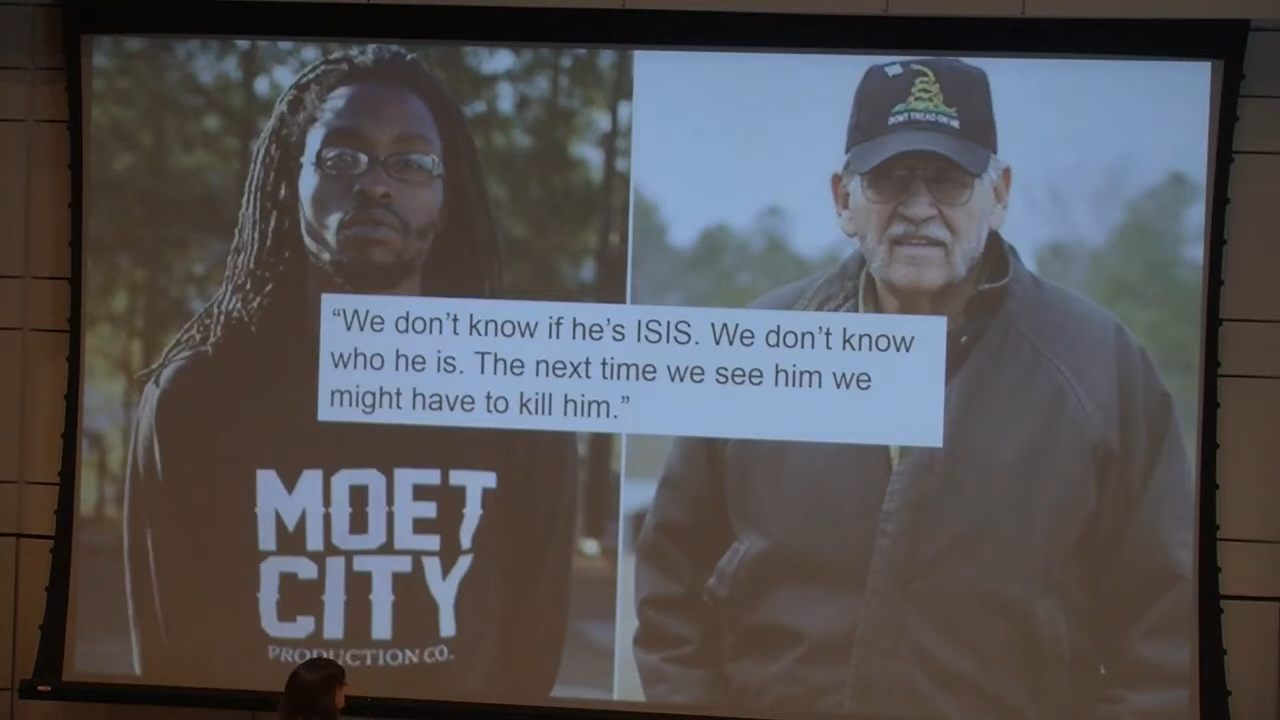 DONT TREAD ON ME
“We don’t know if he’s ISIS. We don’t know
who he is. The next time we see him we
might have to kill him.”
MOET
CITY
PRODUCTION CO.